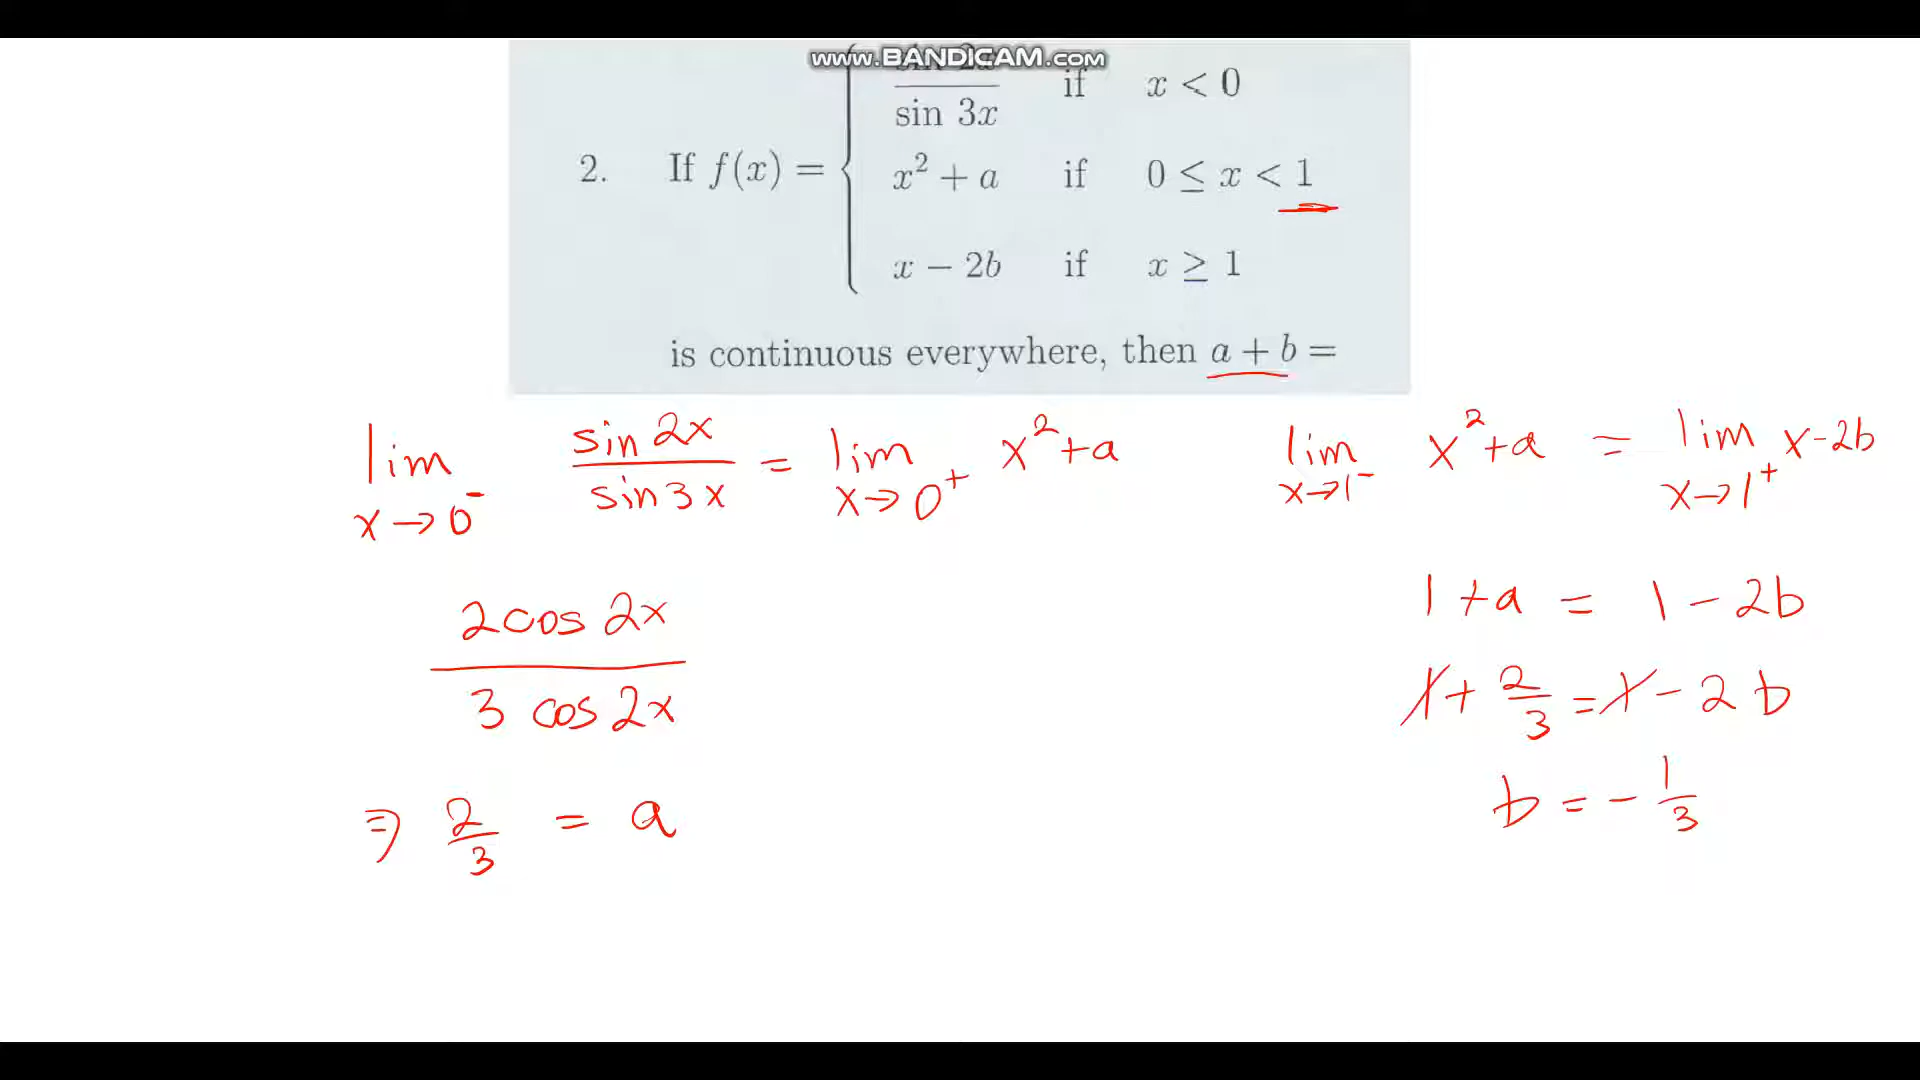 www.BANDICAM.com
sin 2x / sin 3x if x < 0
2. If f(x) = { x² + a if 0 ≤ x < 1
x − 2b if x ≥ 1
is continuous everywhere, then a + b =
lim x→0⁻ sin 2x / sin 3x = lim x→0⁺ x² + a
2 cos 2x / 3 cos 2x
⇒ 2/3 = a
lim x→1⁻ x² + a = lim x→1⁺ x - 2b
1 + a = 1 - 2b
1 + 2/3 = 1 - 2b
b = - 1/3